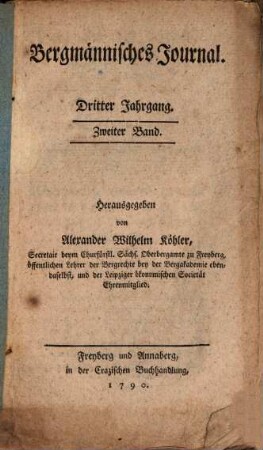 Bergmännisches Journal.
Dritter Jahrgang.
Zweiter Band.
Herausgegeben
von
Alexander Wilhelm Köhler,
Secretair beym Churfürstl. Sächs. Oberbergamte zu Freyberg,
öffentlichen Lehrer der Bergrechte bey der Bergakademie eben-
daselbst, und der Leipziger ökonomischen Societät
Ehrenmitglied.
Freyberg und Annaberg,
in der Crazischen Buchhandlung,
1790.